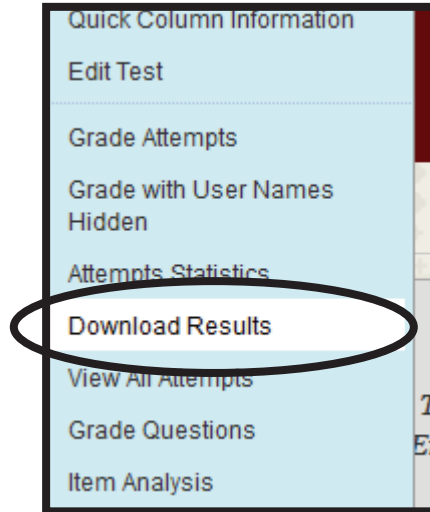 Quick Column Information
Edit Test
Grade Attempts
Grade with User Names
Hidden
Attempts Statistics
Download Results
View All Attempts
Grade Questions
Item Analysis